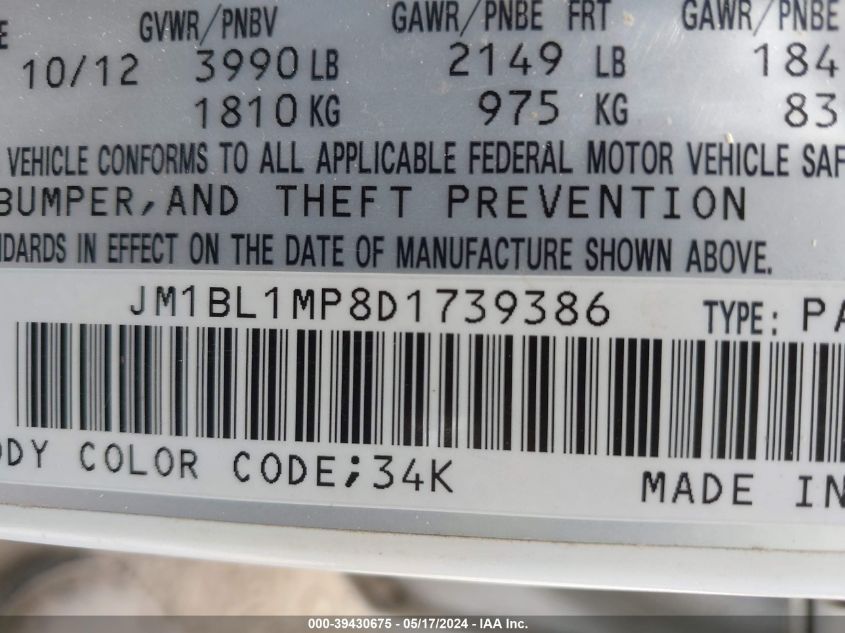 E GVWR/PNBV GAWR/PNBE FRT GAWR/PNBE
10/12 3990 LB 2149 LB 184
1810 KG 975 KG 83
VEHICLE CONFORMS TO ALL APPLICABLE FEDERAL MOTOR VEHICLE SAF
BUMPER, AND THEFT PREVENTION
NDARDS IN EFFECT ON THE DATE OF MANUFACTURE SHOWN ABOVE.
JM1BL1MP8D1739386 TYPE: PA
ODY COLOR CODE;34K
MADE IN
000-39430675 - 05/17/2024 - IAA Inc.